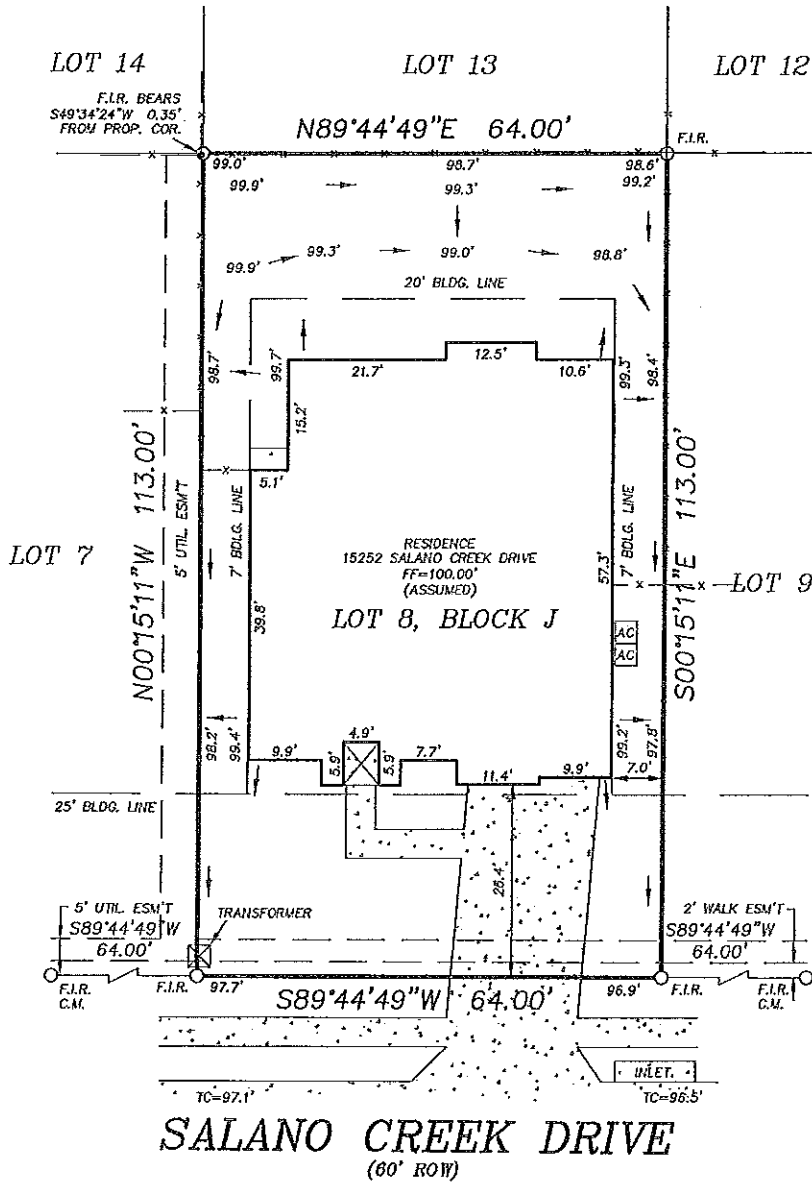 LOT 14
LOT 13
LOT 12
F.I.R. BEARS
S49°34'24"W 0.35'
FROM PROP. COR.
N89°44'49"E 64.00'
F.I.R.
99.0'
98.7'
98.6'
99.9'
99.3'
99.2'
99.3'
99.0'
98.8'
99.9'
20' BLDG. LINE
12.5'
21.7'
10.6'
98.7'
99.7'
99.3'
98.4'
15.2'
5.1'
N00°15'11"W 113.00'
5' UTIL. ESM'T
7' BDLG. LINE
LOT 7
RESIDENCE
15252 SALANO CREEK DRIVE
FF=100.00'
(ASSUMED)
LOT 8, BLOCK J
57.3'
7' BLDG. LINE
S00°15'11"E 113.00'
LOT 9
39.8'
AC
AC
98.2'
99.4'
4.9'
9.9'
5.9'
5.9'
7.7'
11.4'
9.9'
99.2'
97.8'
7.0'
25' BLDG. LINE
26.4'
5' UTIL. ESM'T
S89°44'49"W
64.00'
TRANSFORMER
2' WALK ESM'T
S89°44'49"W
64.00'
F.I.R.
C.M.
F.I.R.
97.7'
S89°44'49"W 64.00'
96.9'
F.I.R.
F.I.R.
C.M.
INLET.
TC=97.1'
TC=96.5'
SALANO CREEK DRIVE
(60' ROW)